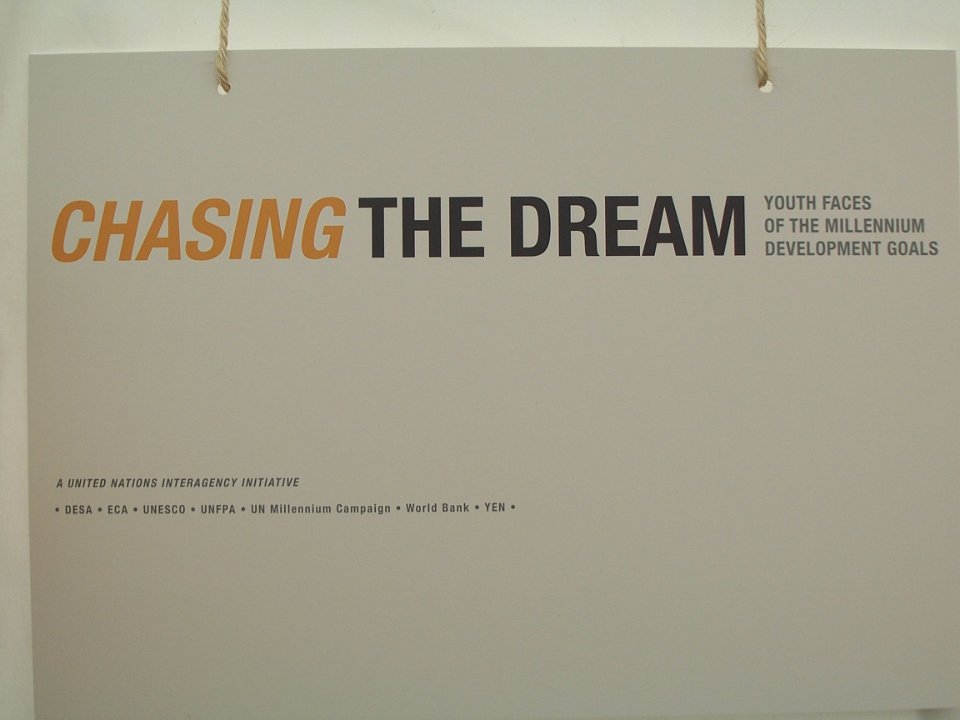 CHASING THE DREAM
YOUTH FACES
OF THE MILLENNIUM
DEVELOPMENT GOALS
A UNITED NATIONS INTERAGENCY INITIATIVE
• DESA • ECA • UNESCO • UNFPA • UN Millennium Campaign • World Bank • YEN •